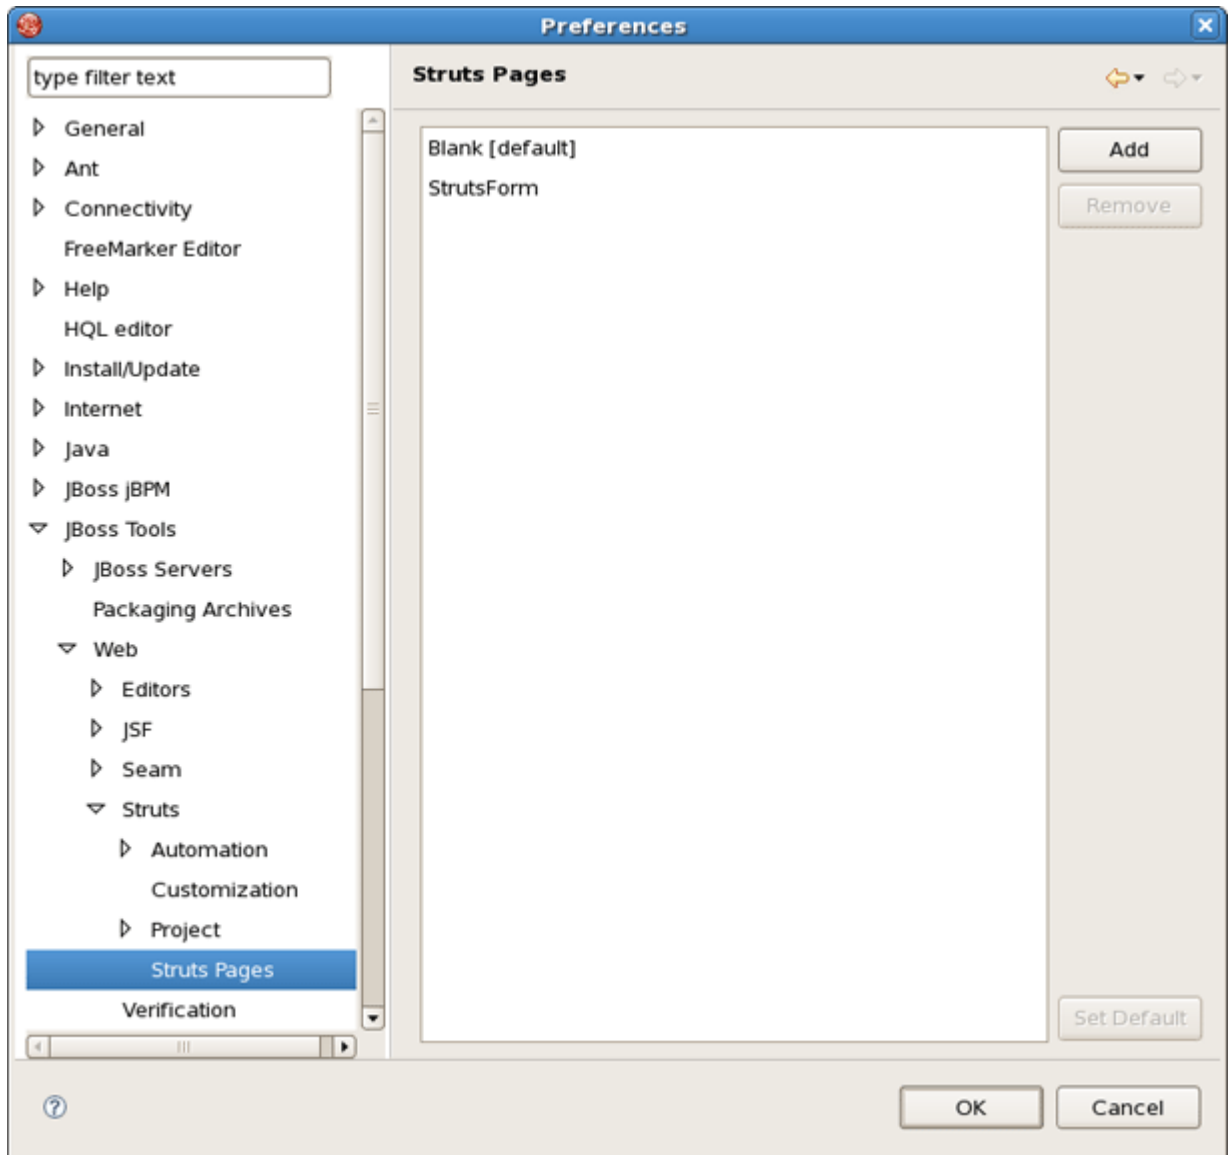 Preferences
type filter text
General
Ant
Connectivity
FreeMarker Editor
Help
HQL editor
Install/Update
Internet
Java
JBoss jBPM
JBoss Tools
JBoss Servers
Packaging Archives
Web
Editors
JSF
Seam
Struts
Automation
Customization
Project
Struts Pages
Verification
Struts Pages
Blank [default]
StrutsForm
Add
Remove
Set Default
OK
Cancel